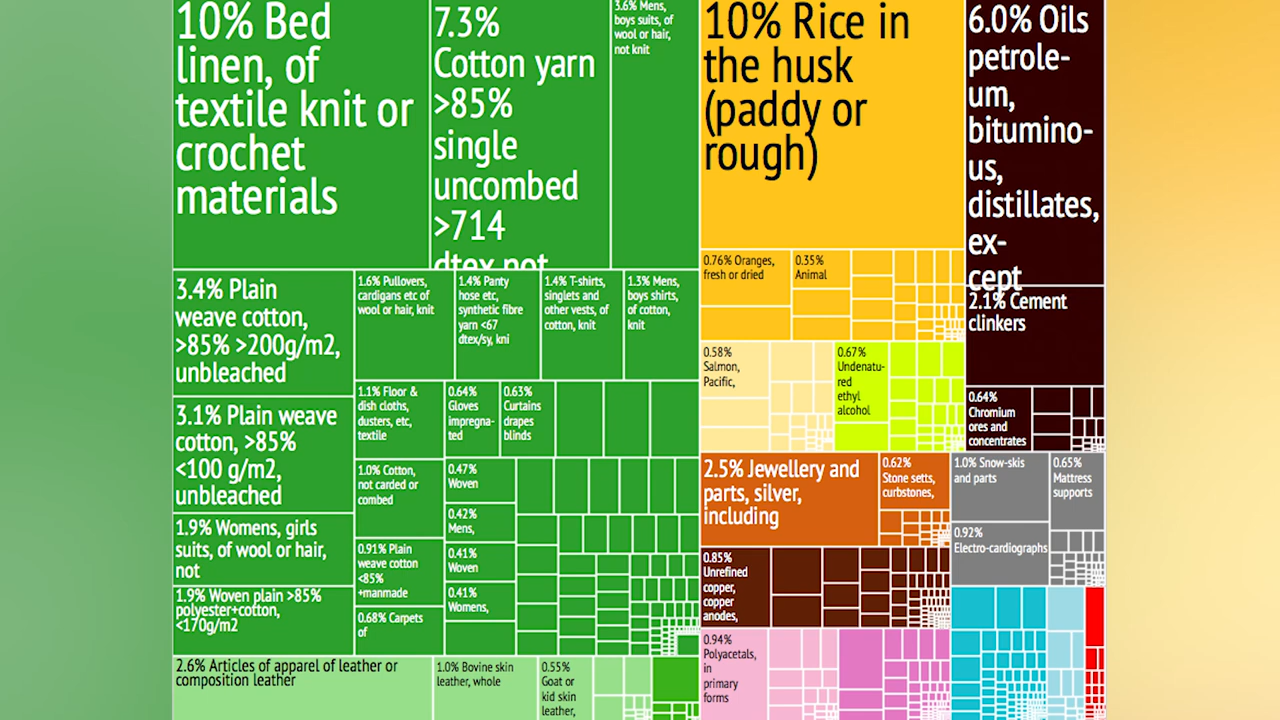 10% Bed
linen, of
textile knit or
crochet
materials
7.3%
Cotton yarn
>85%
single
uncombed
>714
dtex not
3.6% Mens,
boys suits, of
wool or hair,
not knit
10% Rice in
the husk
(paddy or
rough)
6.0% Oils
petrole-
um,
bitumino-
us,
distillates,
ex-
cept
3.4% Plain
weave cotton,
>85% >200g/m2,
unbleached
1.6% Pullovers,
cardigans etc of
wool or hair, knit
1.4% Panty
hose etc,
synthetic fibre
yarn <67
dtex/sy, kni
1.4% T-shirts,
singlets and
other vests, of
cotton, knit
1.3% Mens,
boys shirts,
of cotton,
knit
0.76% Oranges,
fresh or dried
0.35%
Animal
2.1% Cement
clinkers
3.1% Plain weave
cotton, >85%
<100 g/m2,
unbleached
1.1% Floor &
dish cloths,
dusters, etc,
textile
0.64%
Gloves
impregna-
ted
0.63%
Curtains
drapes
blinds
0.58%
Salmon,
Pacific,
0.67%
Undenatu-
red
ethyl
alcohol
0.64%
Chromium
ores and
concentrates
1.0% Cotton,
not carded or
combed
0.47%
Woven
0.42%
Mens,
2.5% Jewellery and
parts, silver,
including
0.62%
Stone setts,
curbstones,
1.0% Snow-skis
and parts
0.65%
Mattress
supports
1.9% Womens, girls
suits, of wool or hair,
not
0.91% Plain
weave cotton
<85%
+manmade
0.41%
Woven
0.41%
Womens,
0.85%
Unrefined
copper,
copper
anodes,
0.92%
Electro-cardiographs
1.9% Woven plain >85%
polyester+cotton,
<170g/m2
0.68% Carpets
of
2.6% Articles of apparel of leather or
composition leather
1.0% Bovine skin
leather, whole
0.55%
Goat or
kid skin
leather,
0.94%
Polyacetals,
in
primary
forms